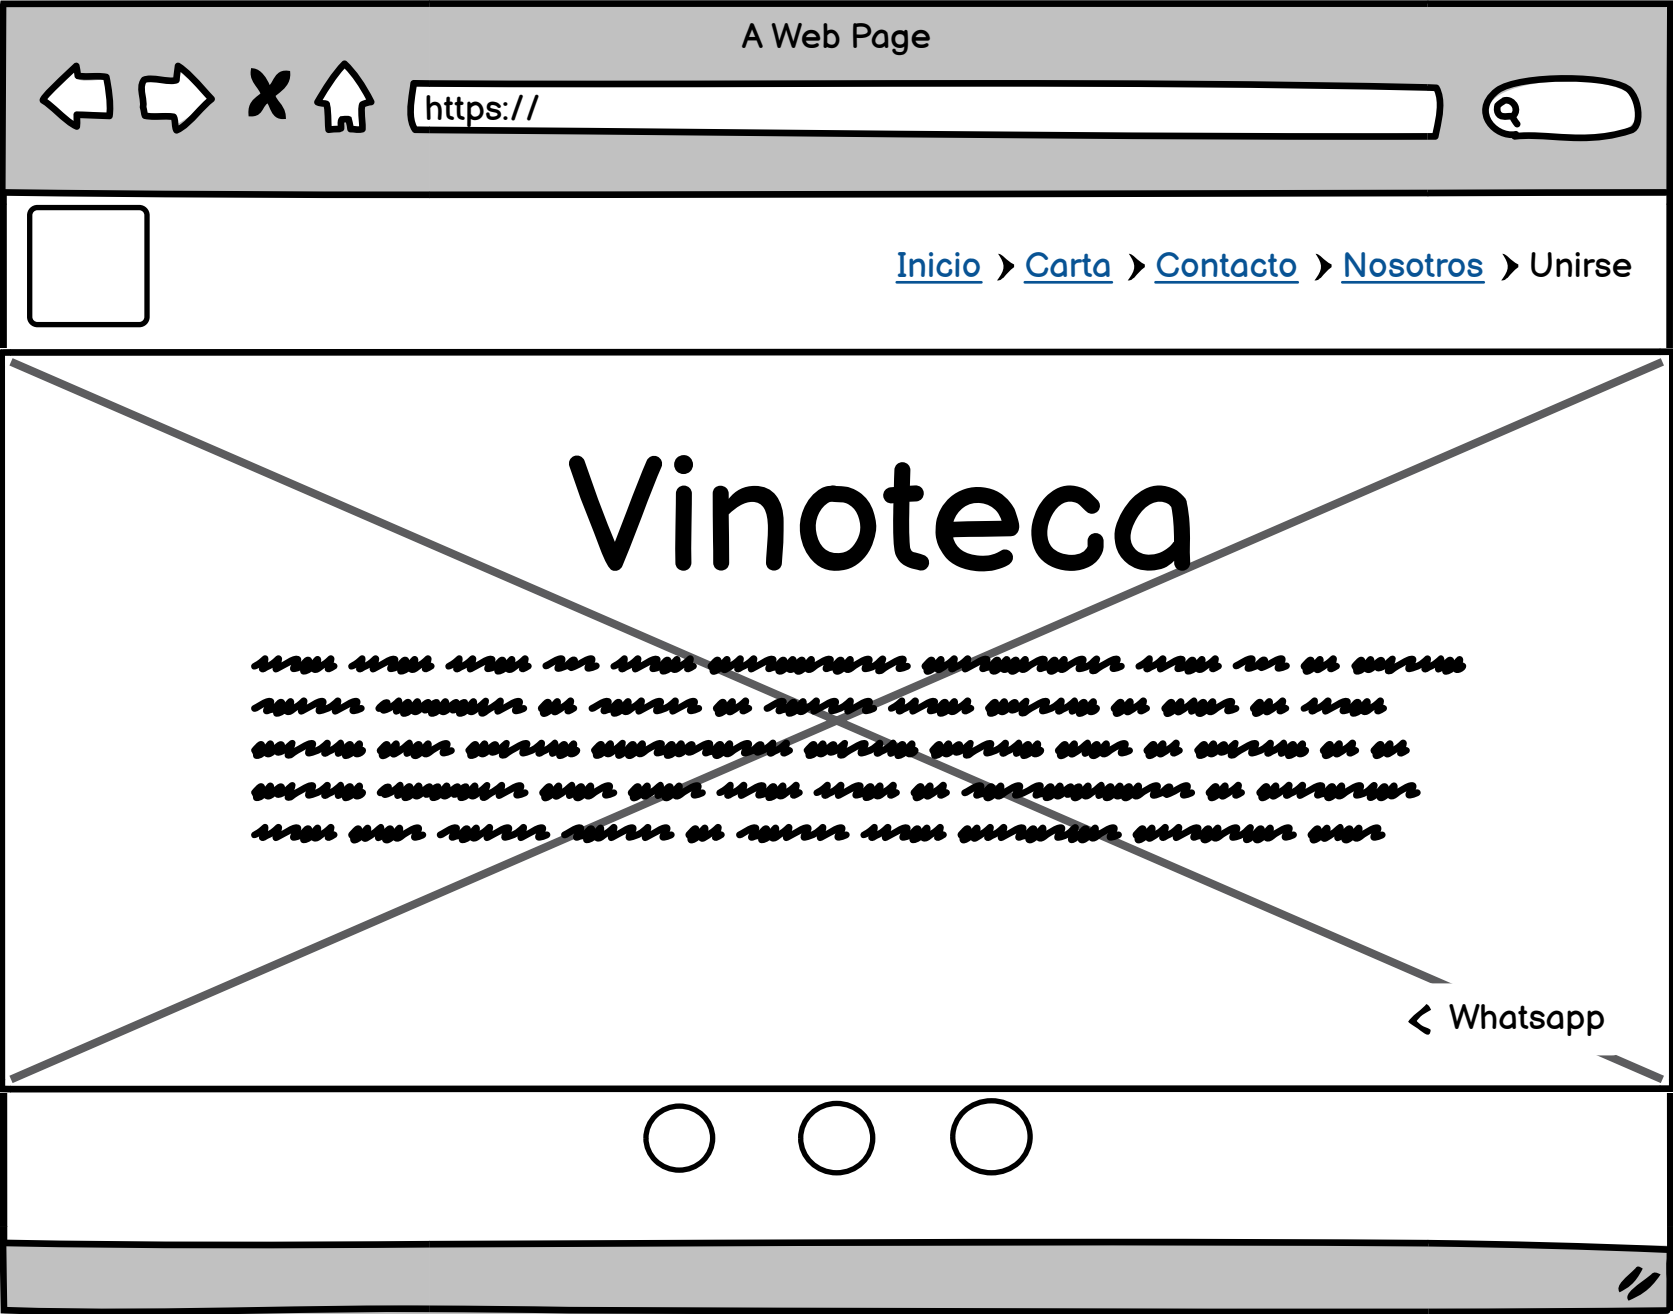 A Web Page
https://
Inicio Carta Contacto Nosotros Unirse
Vinoteca
Whatsapp